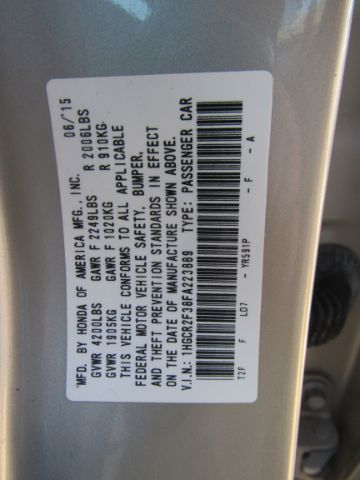 MFD. BY HONDA OF AMERICA MFG., INC. 06/15
GVWR 4200LBS GAWR F 2249LBS R 2006LBS
GVWR 1905KG GAWR F 1020KG R 910KG
THIS VEHICLE CONFORMS TO ALL APPLICABLE
FEDERAL MOTOR VEHICLE SAFETY, BUMPER,
AND THEFT PREVENTION STANDARDS IN EFFECT
ON THE DATE OF MANUFACTURE SHOWN ABOVE.
V.I.N.: 1HGCR2F38FA223889 TYPE: PASSENGER CAR
F LD7 - YR591P - F - A
T2F